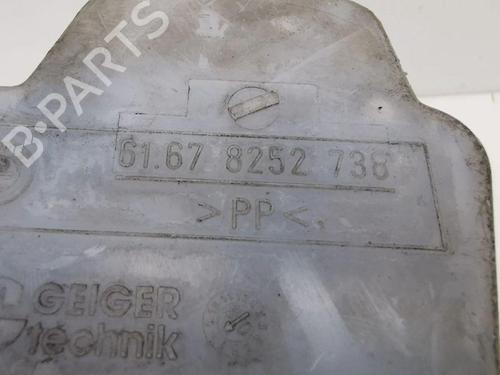 B-PARTS
61.67 8252 738
>PP<.
GEIGER
technik